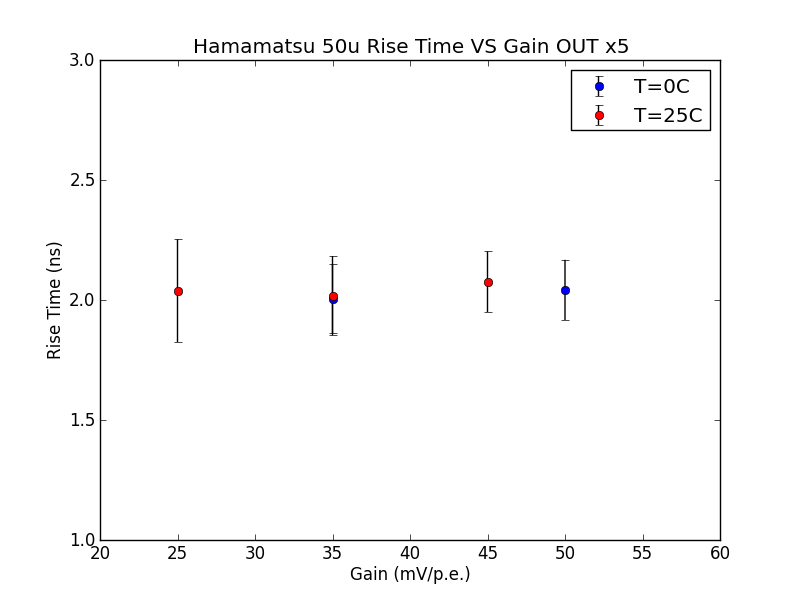 Hamamatsu 50u Rise Time VS Gain OUT x5
T=0C
T=25C
3.0
2.5
2.0
1.5
1.0
Rise Time (ns)
20 25 30 35 40 45 50 55 60
Gain (mV/p.e.)